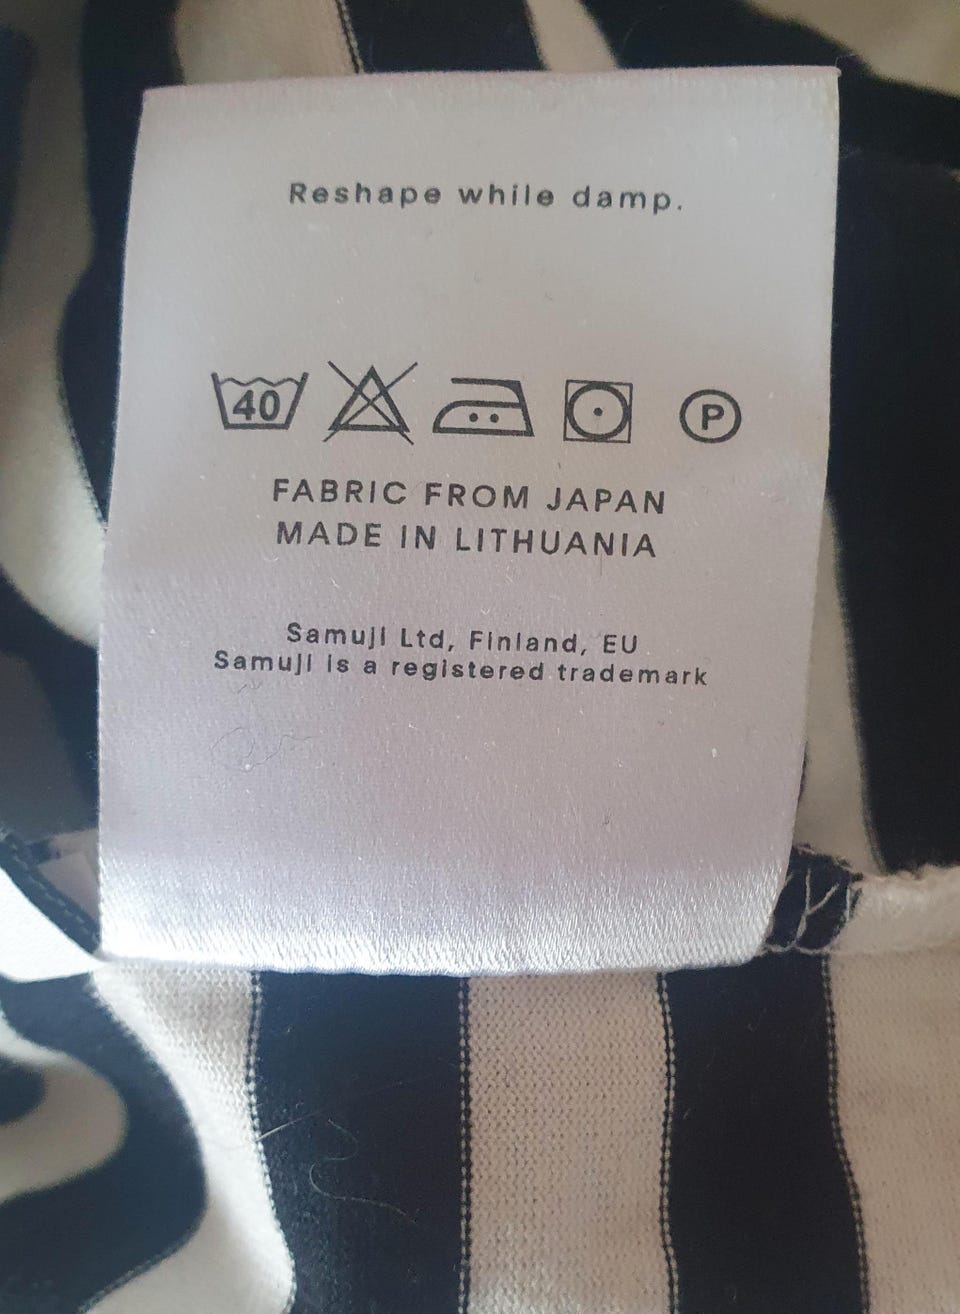 Reshape while damp.
40 P
FABRIC FROM JAPAN
MADE IN LITHUANIA
Samuji Ltd, Finland, EU
Samuji is a registered trademark